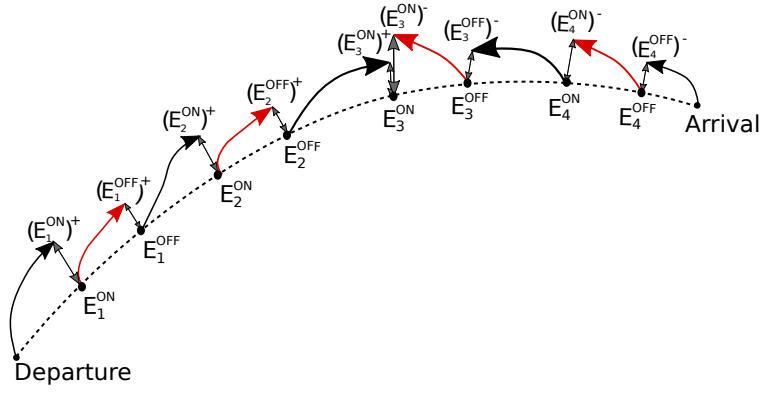 (E₁ᴼᴺ)⁺
E₁ᴼᴺ
(E₁ᴼᶠᶠ)⁺
E₁ᴼᶠᶠ
(E₂ᴼᴺ)⁺
E₂ᴼᴺ
(E₂ᴼᶠᶠ)⁺
E₂ᴼᶠᶠ
(E₃ᴼᴺ)⁺
(E₃ᴼᴺ)⁻
E₃ᴼᴺ
(E₃ᴼᶠᶠ)⁻
E₃ᴼᶠᶠ
(E₄ᴼᴺ)⁻
E₄ᴼᴺ
(E₄ᴼᶠᶠ)⁻
E₄ᴼᶠᶠ
Arrival
Departure